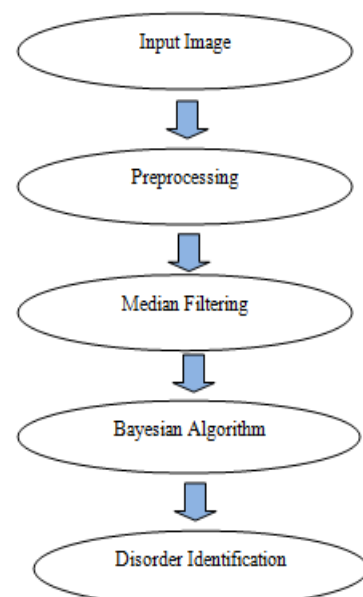 Input Image
Preprocessing
Median Filtering
Bayesian Algorithm
Disorder Identification